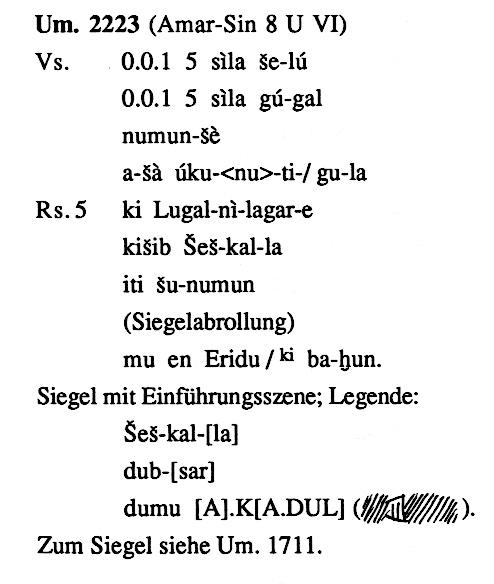 Um. 2223 (Amar-Sin 8 U VI)
Vs. 0.0.1 5 sìla še-lú
0.0.1 5 sìla gú-gal
numun-šè
a-šà úku-<nu>-ti-/ gu-la
Rs. 5 ki Lugal-nì-lagar-e
kišib Šeš-kal-la
iti šu-numun
(Siegelabrollung)
mu en Eridu / ki ba-ḫun.
Siegel mit Einführungsszene; Legende:
Šeš-kal-[la]
dub-[sar]
dumu [A].K[A.DUL] ( ).
Zum Siegel siehe Um. 1711.